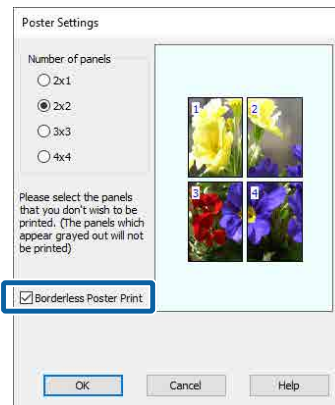 Poster Settings
Number of panels
2x1
2x2
3x3
4x4
1
2
3
4
Please select the panels
that you don't wish to be
printed. (The panels which
appear grayed out will not
be printed)
Borderless Poster Print
OK
Cancel
Help